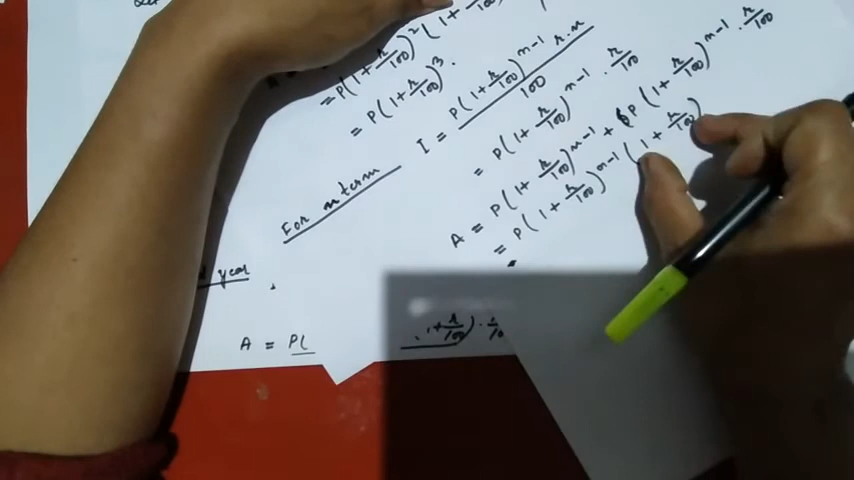 = P(1 + r/100)²(1 +
= P(1 + r/100)³.
For n term
I = P(1 + r/100)ⁿ⁻¹ r.n / 100
= P(1 + r/100)ⁿ⁻¹ . r/100
A = P(1 + r/100)ⁿ⁻¹ + P(1 + r/100)ⁿ⁻¹ . r/100
= P(1 + r/100)ⁿ⁻¹ (1 + r/100)
=
year
A = P(
1 + r/100) .